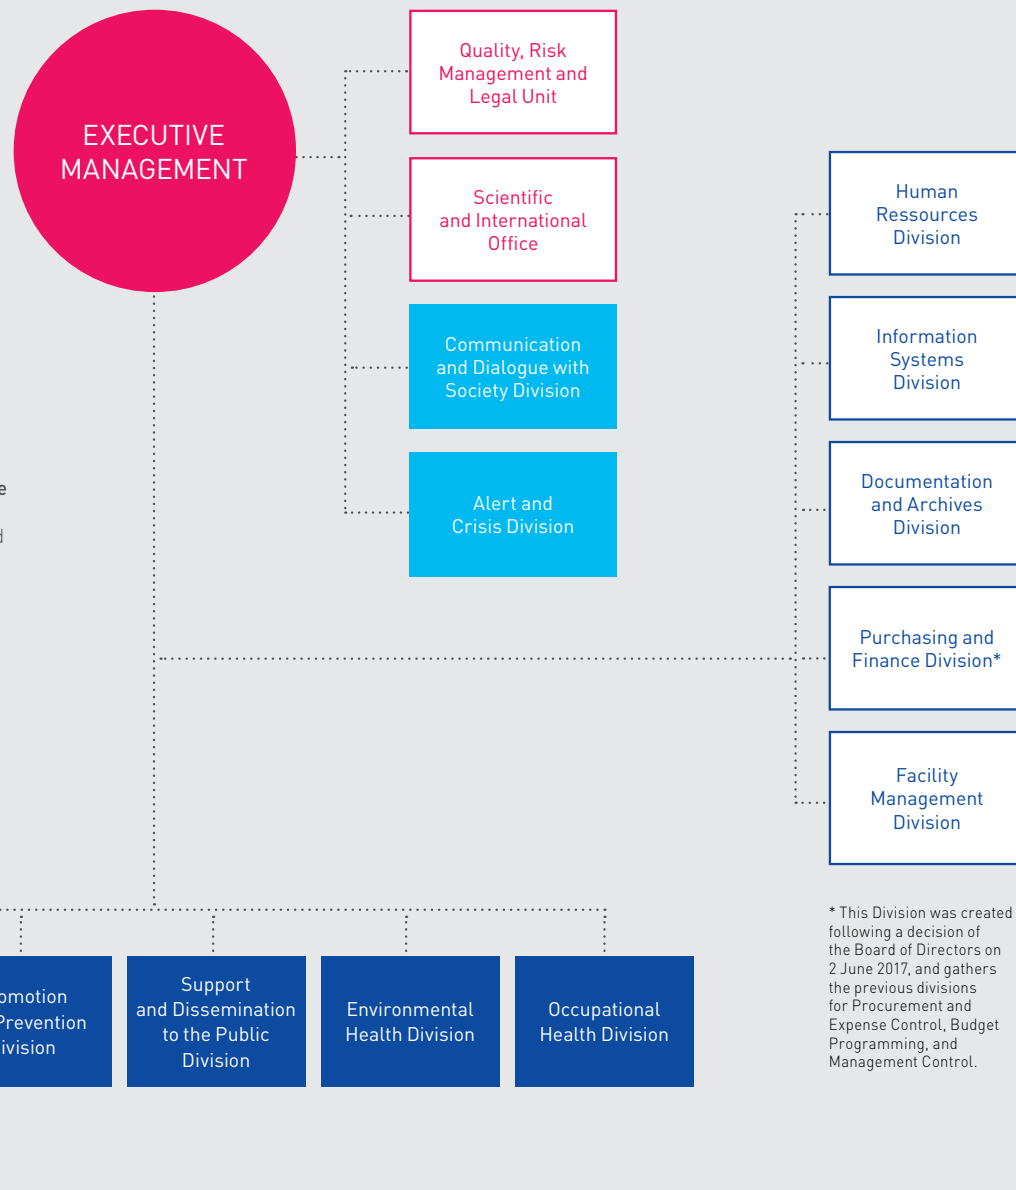 EXECUTIVE
MANAGEMENT
Quality, Risk
Management and
Legal Unit
Scientific
and International
Office
Communication
and Dialogue with
Society Division
Alert and
Crisis Division
Human
Ressources
Division
Information
Systems
Division
Documentation
and Archives
Division
Purchasing and
Finance Division*
Facility
Management
Division
* This Division was created
following a decision of
the Board of Directors on
2 June 2017, and gathers
the previous divisions
for Procurement and
Expense Control, Budget
Programming, and
Management Control.
Prevention
Support
and Dissemination
to the Public
Division
Environmental
Health Division
Occupational
Health Division